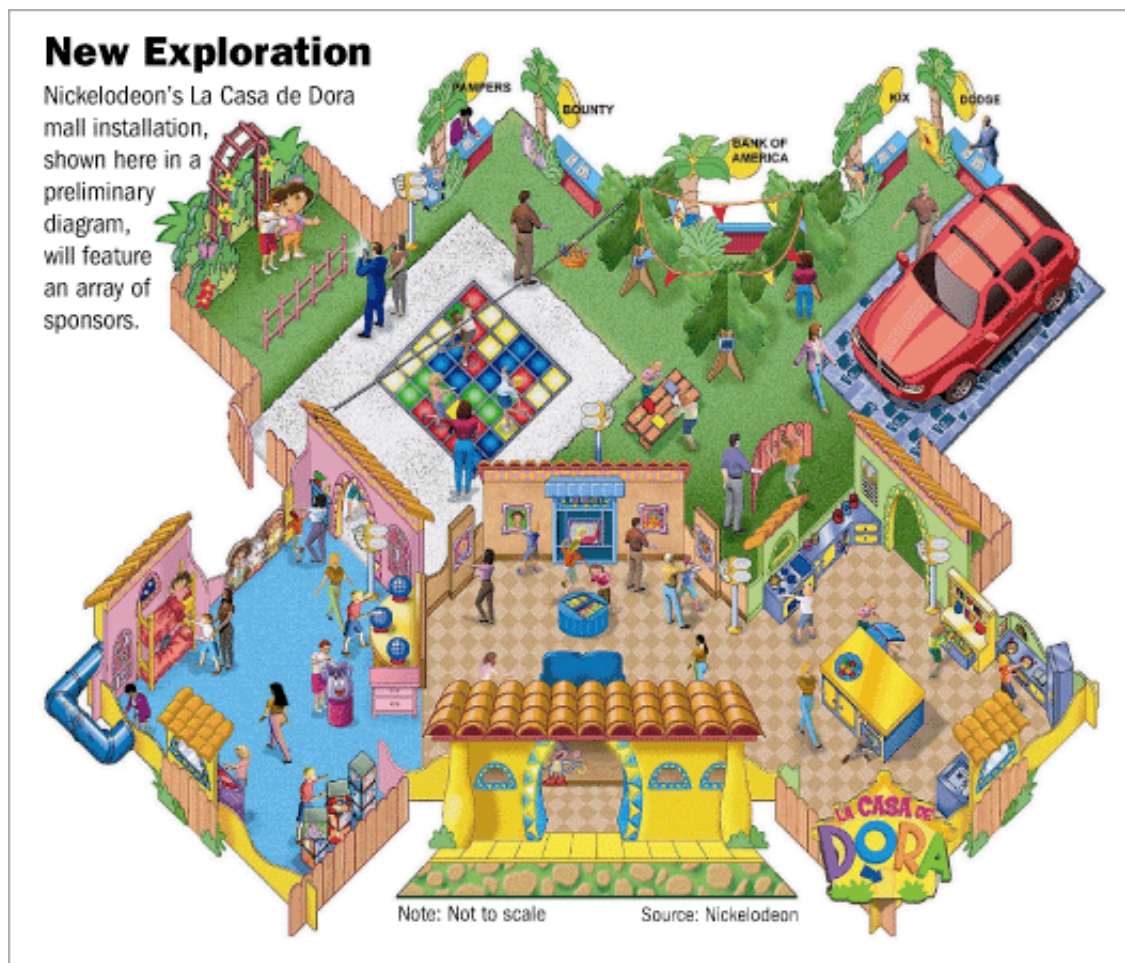 New Exploration
Nickelodeon's La Casa de Dora
mall installation,
shown here in a
preliminary
diagram,
will feature
an array of
sponsors.
PAMPERS
BOUNTY
BANK OF
AMERICA
KIX
DODGE
LA CASA DE
DORA
Note: Not to scale
Source: Nickelodeon